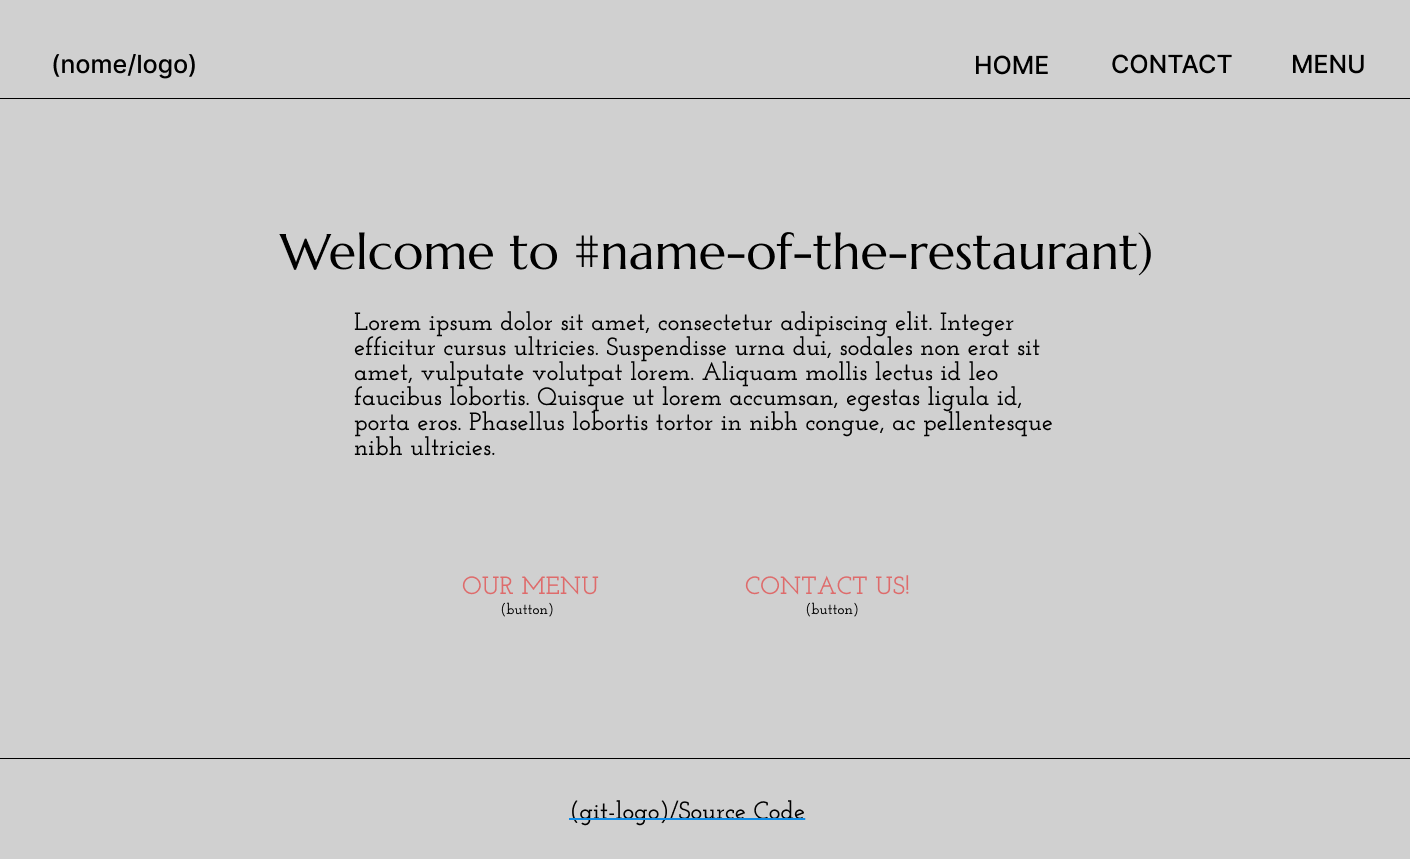 (nome/logo) HOME CONTACT MENU
Welcome to #name-of-the-restaurant)
Lorem ipsum dolor sit amet, consectetur adipiscing elit. Integer
efficitur cursus ultricies. Suspendisse urna dui, sodales non erat sit
amet, vulputate volutpat lorem. Aliquam mollis lectus id leo
faucibus lobortis. Quisque ut lorem accumsan, egestas ligula id,
porta eros. Phasellus lobortis tortor in nibh congue, ac pellentesque
nibh ultricies.
OUR MENU CONTACT US!
(button) (button)
(git-logo)/Source Code